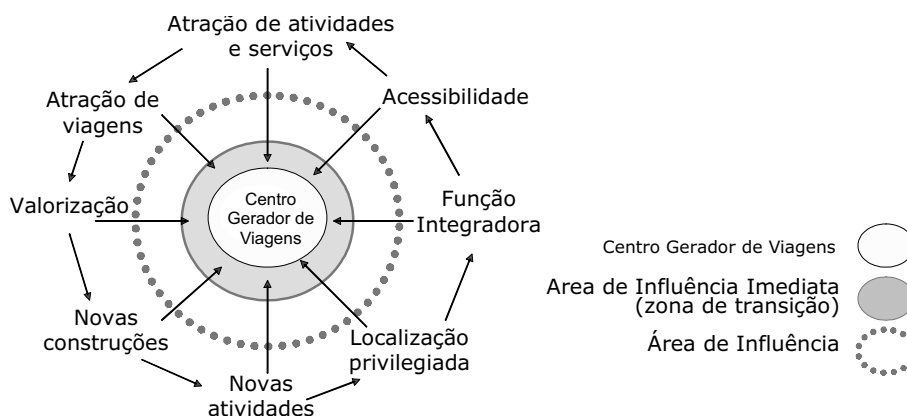 Atração de atividades
e serviços
Acessibilidade
Atração de
viagens
Valorização
Centro
Gerador de
Viagens
Função
Integradora
Novas
construções
Novas
atividades
Localização
privilegiada
Centro Gerador de Viagens
Area de Influência Imediata
(zona de transição)
Área de Influência